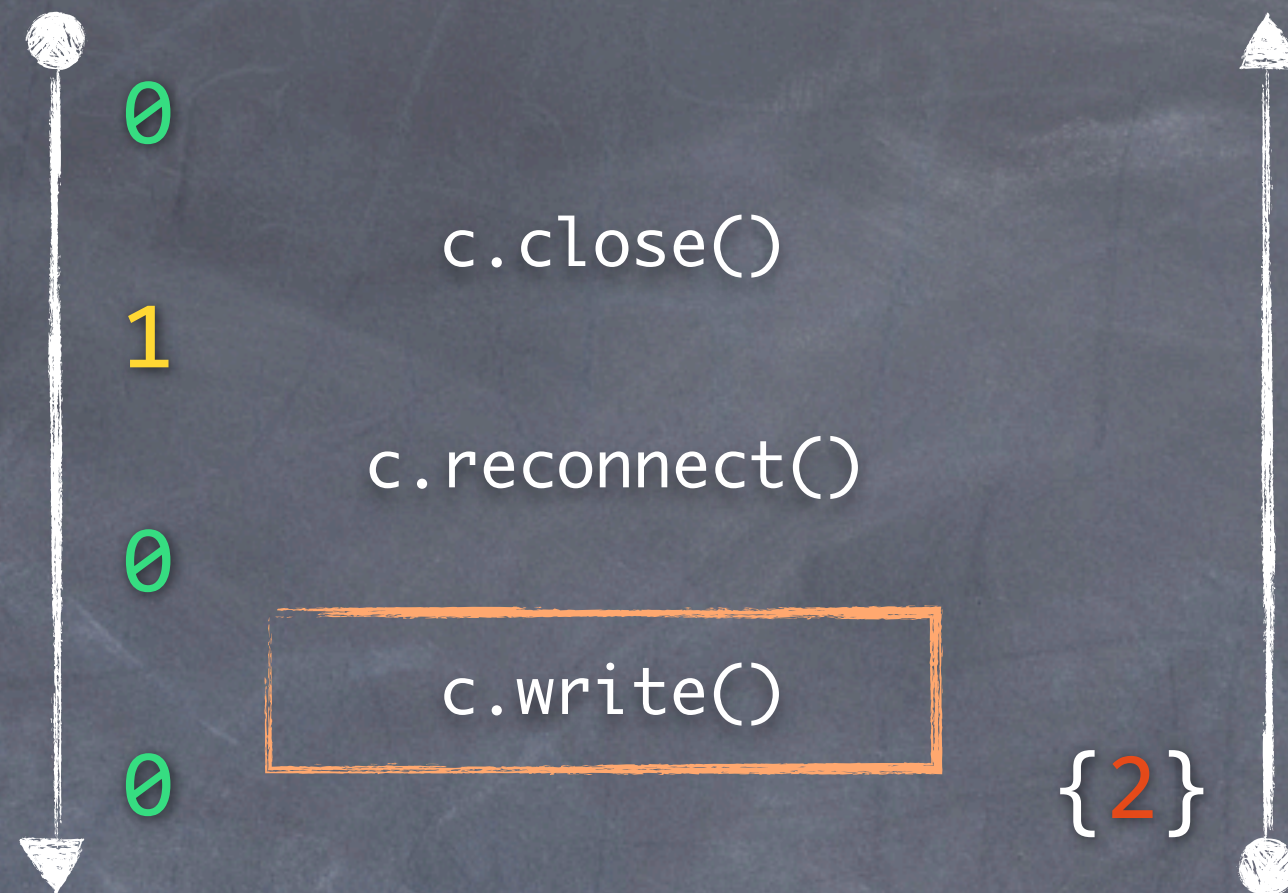 0
c.close()
1
c.reconnect()
0
c.write()
0 {2}